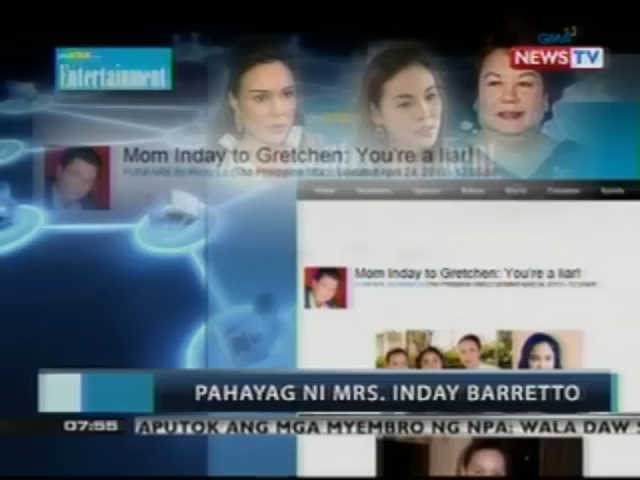 GMA
NEWS TV
Entertainment
Mom Inday to Gretchen: You're a liar!
Mom Inday to Gretchen: You're a liar!
PAHAYAG NI MRS. INDAY BARRETTO
07:55 APUTOK ANG MGA MYEMBRO NG NPA: WALA DAW